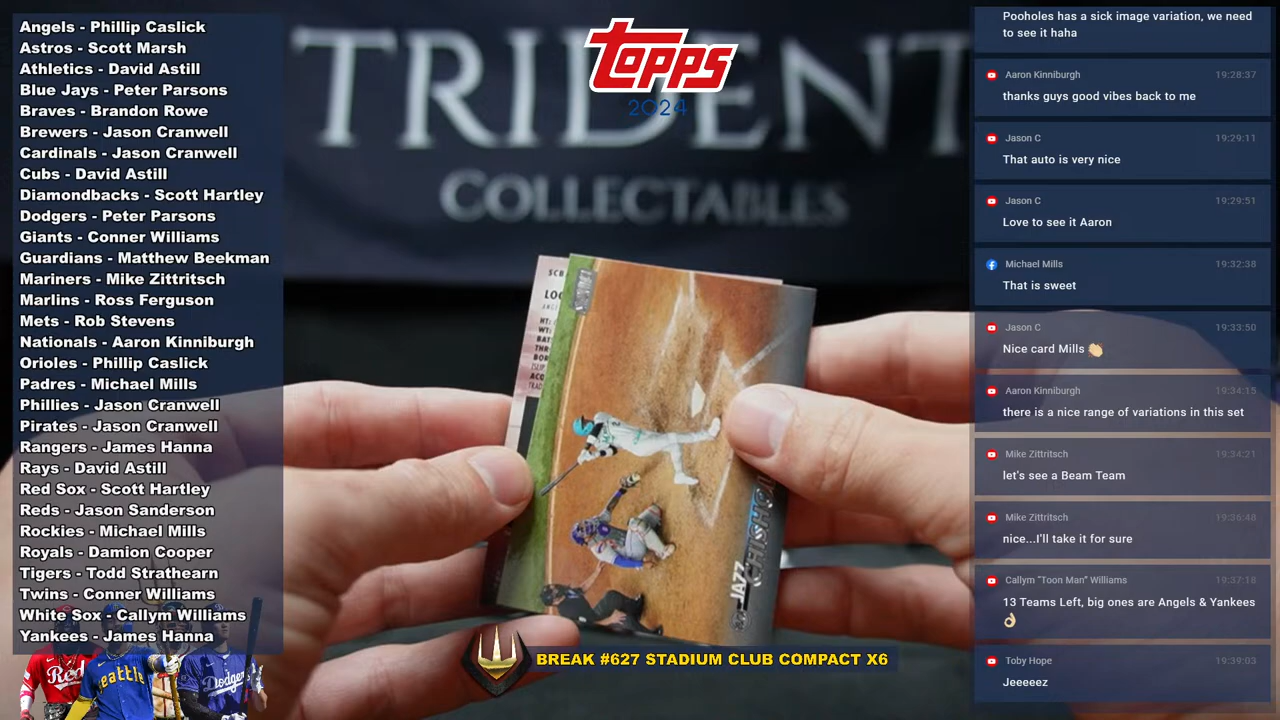 Angels - Phillip Caslick
Astros - Scott Marsh
Athletics - David Astill
Blue Jays - Peter Parsons
Braves - Brandon Rowe
Brewers - Jason Cranwell
Cardinals - Jason Cranwell
Cubs - David Astill
Diamondbacks - Scott Hartley
Dodgers - Peter Parsons
Giants - Conner Williams
Guardians - Matthew Beekman
Mariners - Mike Zittritsch
Marlins - Ross Ferguson
Mets - Rob Stevens
Nationals - Aaron Kinniburgh
Orioles - Phillip Caslick
Padres - Michael Mills
Phillies - Jason Cranwell
Pirates - Jason Cranwell
Rangers - James Hanna
Rays - David Astill
Red Sox - Scott Hartley
Reds - Jason Sanderson
Rockies - Michael Mills
Royals - Damion Cooper
Tigers - Todd Strathearn
Twins - Conner Williams
White Sox - Callym Williams
Yankees - James Hanna
TRIDENT
COLLECTABLES
topps
2024
JAZZ
CHISHO
BREAK #627 STADIUM CLUB COMPACT X6
Pooholes has a sick image variation, we need
to see it haha
Aaron Kinniburgh 19:28:37
thanks guys good vibes back to me
Jason C 19:29:11
That auto is very nice
Jason C 19:29:51
Love to see it Aaron
Michael Mills 19:32:38
That is sweet
Jason C 19:33:50
Nice card Mills 👏
Aaron Kinniburgh 19:34:15
there is a nice range of variations in this set
Mike Zittritsch 19:34:21
let's see a Beam Team
Mike Zittritsch 19:36:48
nice...I'll take it for sure
Callym "Toon Man" Williams 19:37:18
13 Teams Left, big ones are Angels & Yankees
👌
Toby Hope 19:39:03
Jeeeeez